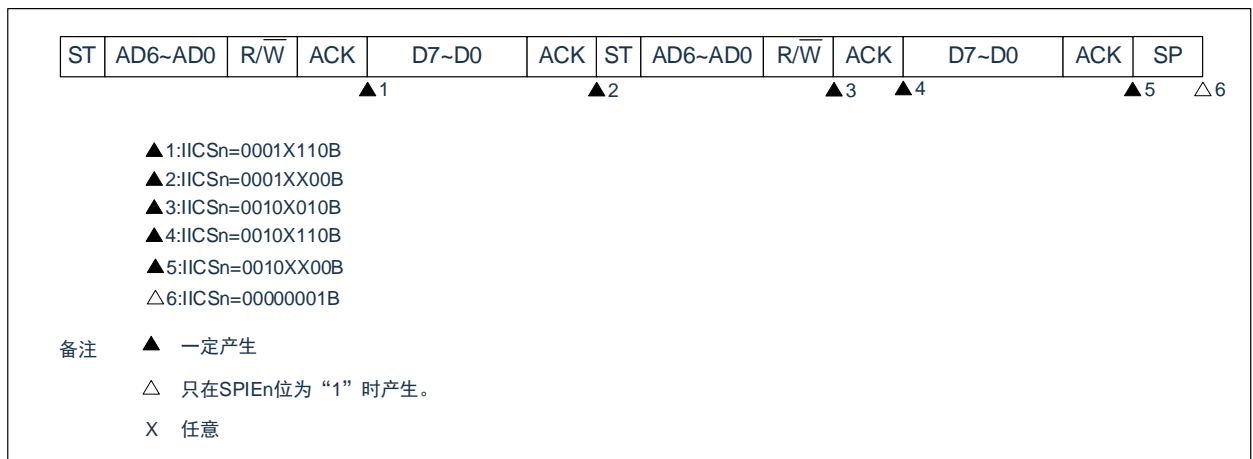 ST AD6~AD0 R/W̅ ACK D7~D0 ACK ST AD6~AD0 R/W̅ ACK D7~D0 ACK SP
▲1 ▲2 ▲3 ▲4 ▲5 △6
▲1:IICSn=0001X110B
▲2:IICSn=0001XX00B
▲3:IICSn=0010X010B
▲4:IICSn=0010X110B
▲5:IICSn=0010XX00B
△6:IICSn=00000001B
备注 ▲ 一定产生
△ 只在SPIEn位为“1”时产生。
X 任意